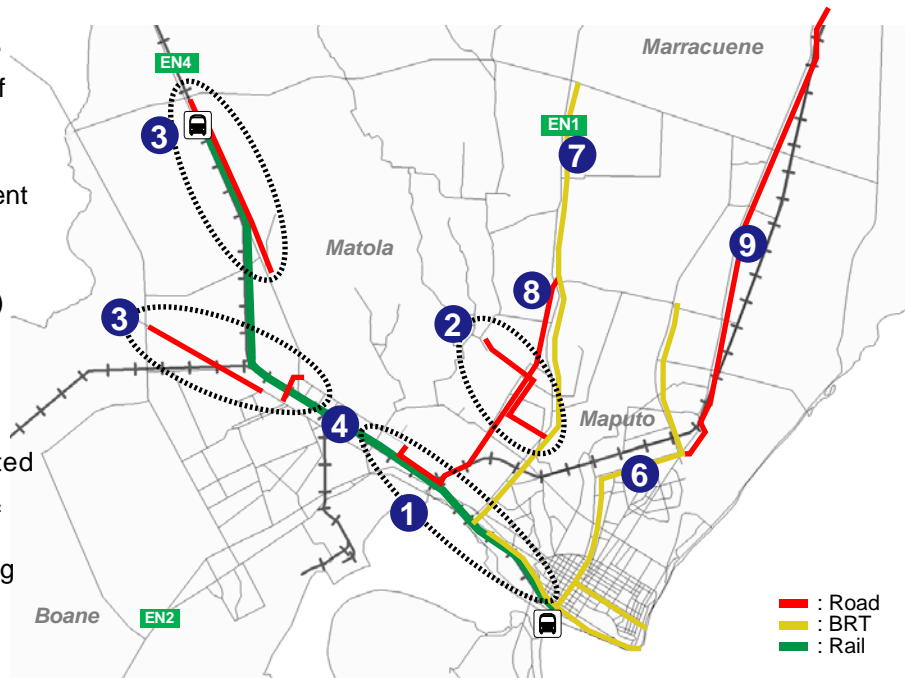 f
ent
)
ted
ng
Marracuene
EN4
3
EN1
7
Matola
9
8
3
2
Maputo
4
6
1
Boane
EN2
: Road
: BRT
: Rail